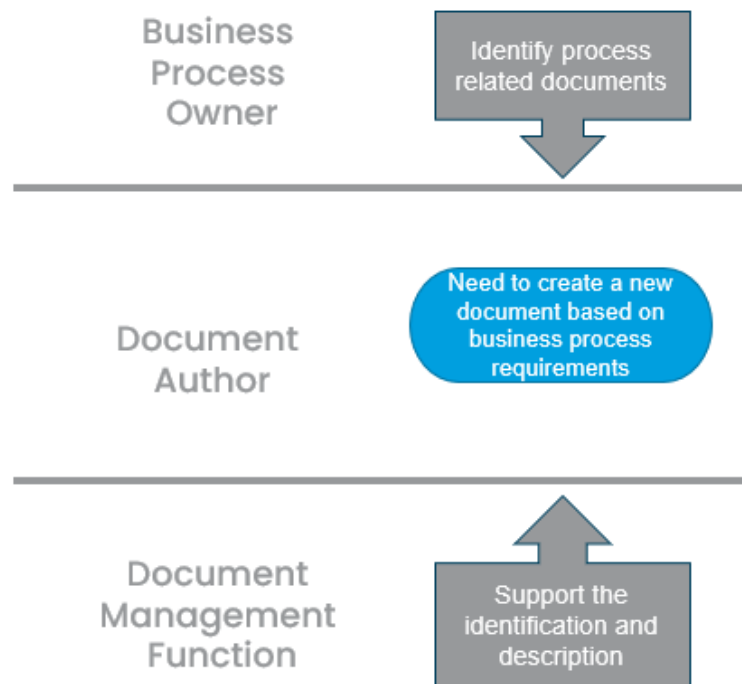 Business
Process
Owner
Identify process
related documents
Document
Author
Need to create a new
document based on
business process
requirements
Document
Management
Function
Support the
identification and
description